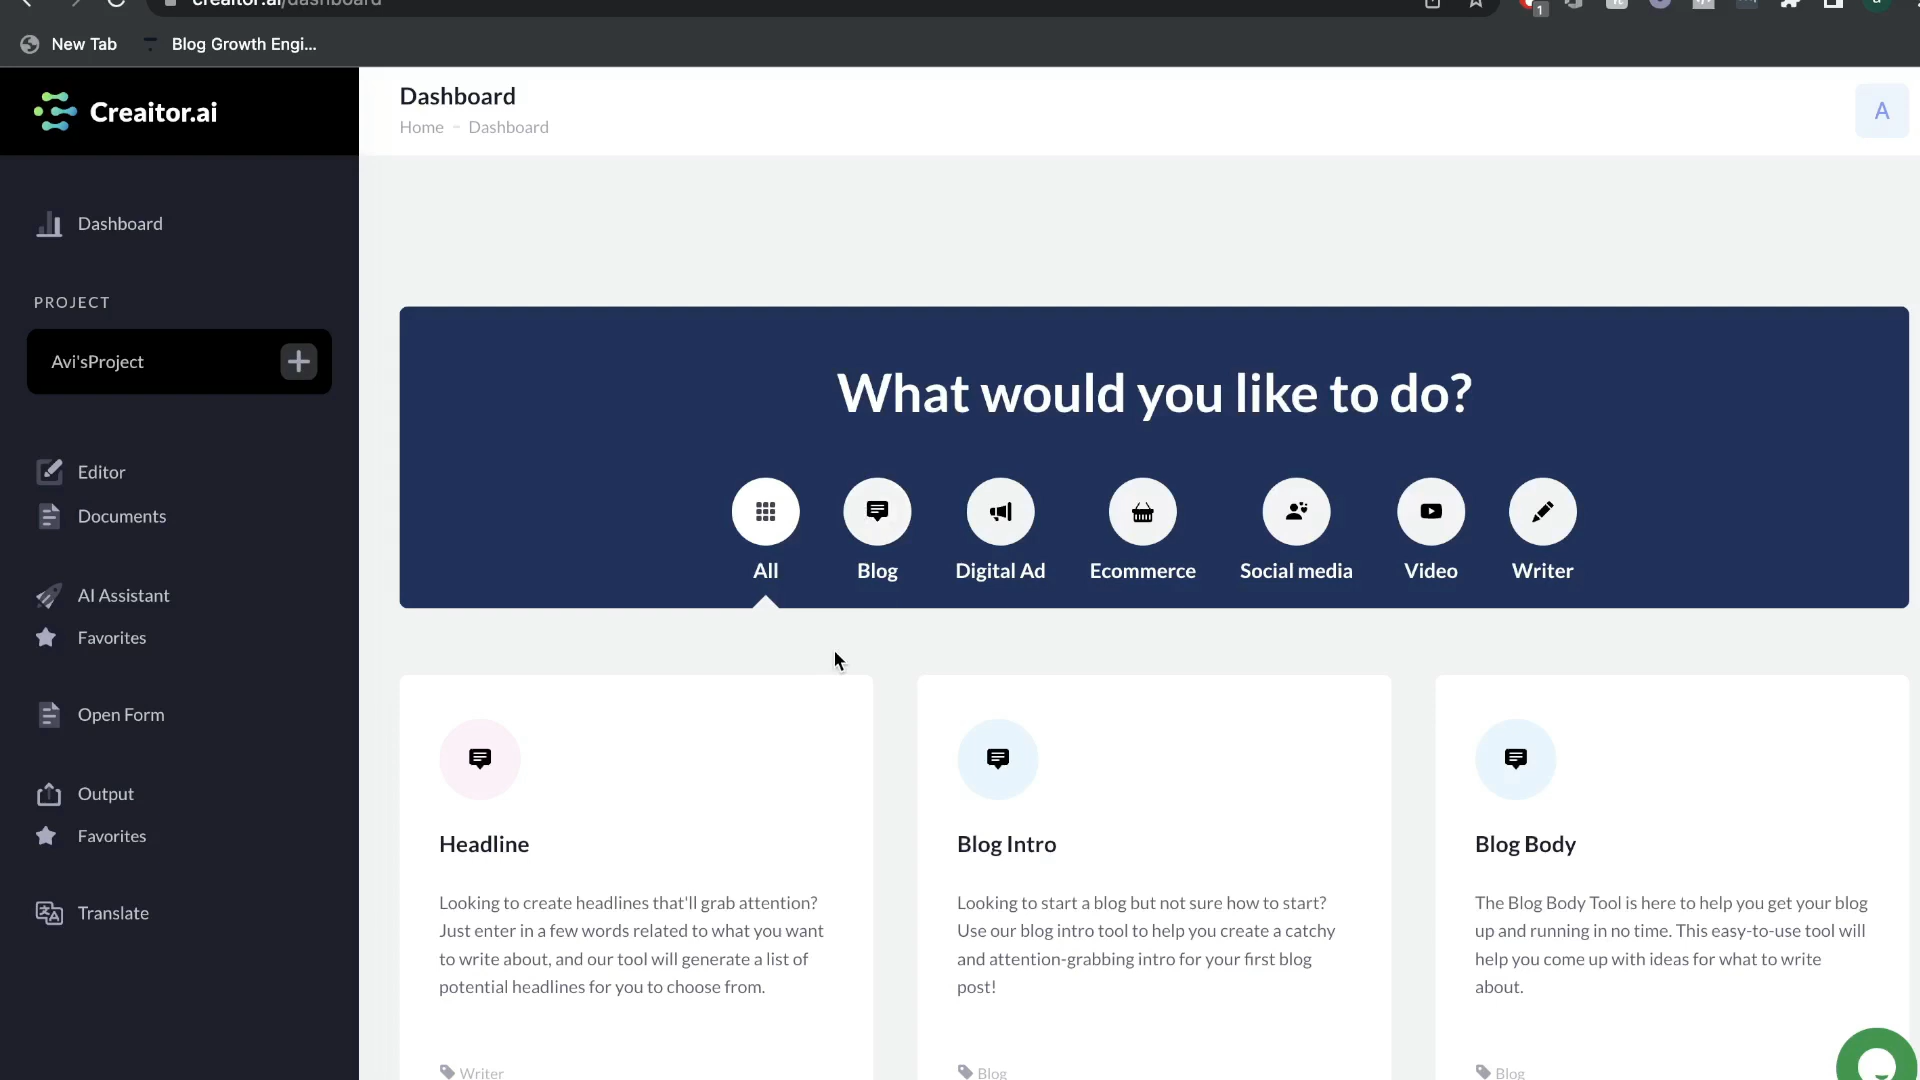 creaitor.ai/dashboard
1
New Tab
Blog Growth Engi...
Creaitor.ai
Dashboard
Home – Dashboard
A
Dashboard
PROJECT
Avi'sProject
Editor
Documents
AI Assistant
Favorites
Open Form
Output
Favorites
Translate
What would you like to do?
All
Blog
Digital Ad
Ecommerce
Social media
Video
Writer
Headline
Looking to create headlines that'll grab attention?
Just enter in a few words related to what you want
to write about, and our tool will generate a list of
potential headlines for you to choose from.
Writer
Blog Intro
Looking to start a blog but not sure how to start?
Use our blog intro tool to help you create a catchy
and attention-grabbing intro for your first blog
post!
Blog
Blog Body
The Blog Body Tool is here to help you get your blog
up and running in no time. This easy-to-use tool will
help you come up with ideas for what to write
about.
Blog